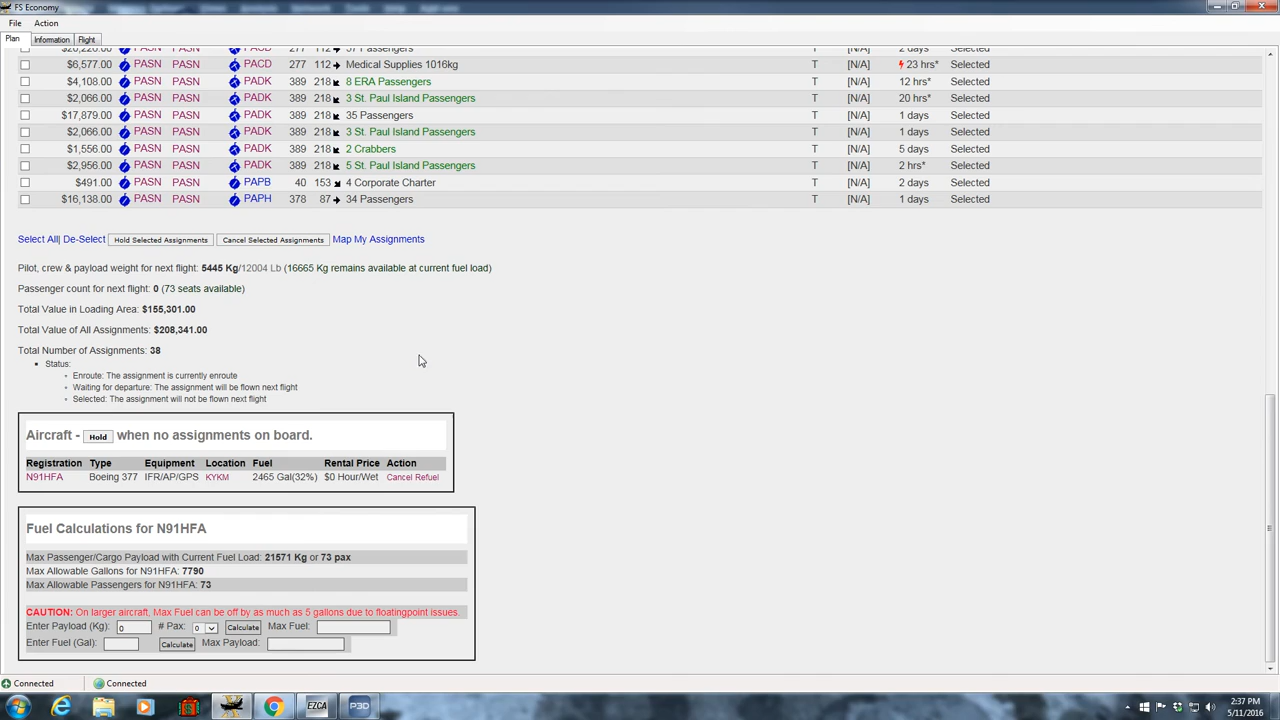 FS Economy
File Action
Plan Information Flight
$20,220.00 PASN PASN PACD 277 112 37 Passengers T [N/A] 2 days Selected
$6,577.00 PASN PASN PACD 277 112 Medical Supplies 1016kg T [N/A] 23 hrs* Selected
$4,108.00 PASN PASN PADK 389 218 8 ERA Passengers T [N/A] 12 hrs* Selected
$2,066.00 PASN PASN PADK 389 218 3 St. Paul Island Passengers T [N/A] 20 hrs* Selected
$17,879.00 PASN PASN PADK 389 218 35 Passengers T [N/A] 1 days Selected
$2,066.00 PASN PASN PADK 389 218 3 St. Paul Island Passengers T [N/A] 1 days Selected
$1,556.00 PASN PASN PADK 389 218 2 Crabbers T [N/A] 5 days Selected
$2,956.00 PASN PASN PADK 389 218 5 St. Paul Island Passengers T [N/A] 2 hrs* Selected
$491.00 PASN PASN PAPB 40 153 4 Corporate Charter T [N/A] 2 days Selected
$16,138.00 PASN PASN PAPH 378 87 34 Passengers T [N/A] 1 days Selected
Select All| De-Select Hold Selected Assignments Cancel Selected Assignments Map My Assignments
Pilot, crew & payload weight for next flight: 5445 Kg/12004 Lb (16665 Kg remains available at current fuel load)
Passenger count for next flight: 0 (73 seats available)
Total Value in Loading Area: $155,301.00
Total Value of All Assignments: $208,341.00
Total Number of Assignments: 38
Status:
Enroute: The assignment is currently enroute
Waiting for departure: The assignment will be flown next flight
Selected: The assignment will not be flown next flight
Aircraft - Hold when no assignments on board.
Registration Type Equipment Location Fuel Rental Price Action
N91HFA Boeing 377 IFR/AP/GPS KYKM 2465 Gal(32%) $0 Hour/Wet Cancel Refuel
Fuel Calculations for N91HFA
Max Passenger/Cargo Payload with Current Fuel Load: 21571 Kg or 73 pax
Max Allowable Gallons for N91HFA: 7790
Max Allowable Passengers for N91HFA: 73
CAUTION: On larger aircraft, Max Fuel can be off by as much as 5 gallons due to floatingpoint issues.
Enter Payload (Kg): 0 # Pax: 0 Calculate Max Fuel:
Enter Fuel (Gal): Calculate Max Payload:
Connected Connected
EZCA P3D 2:37 PM
5/11/2016